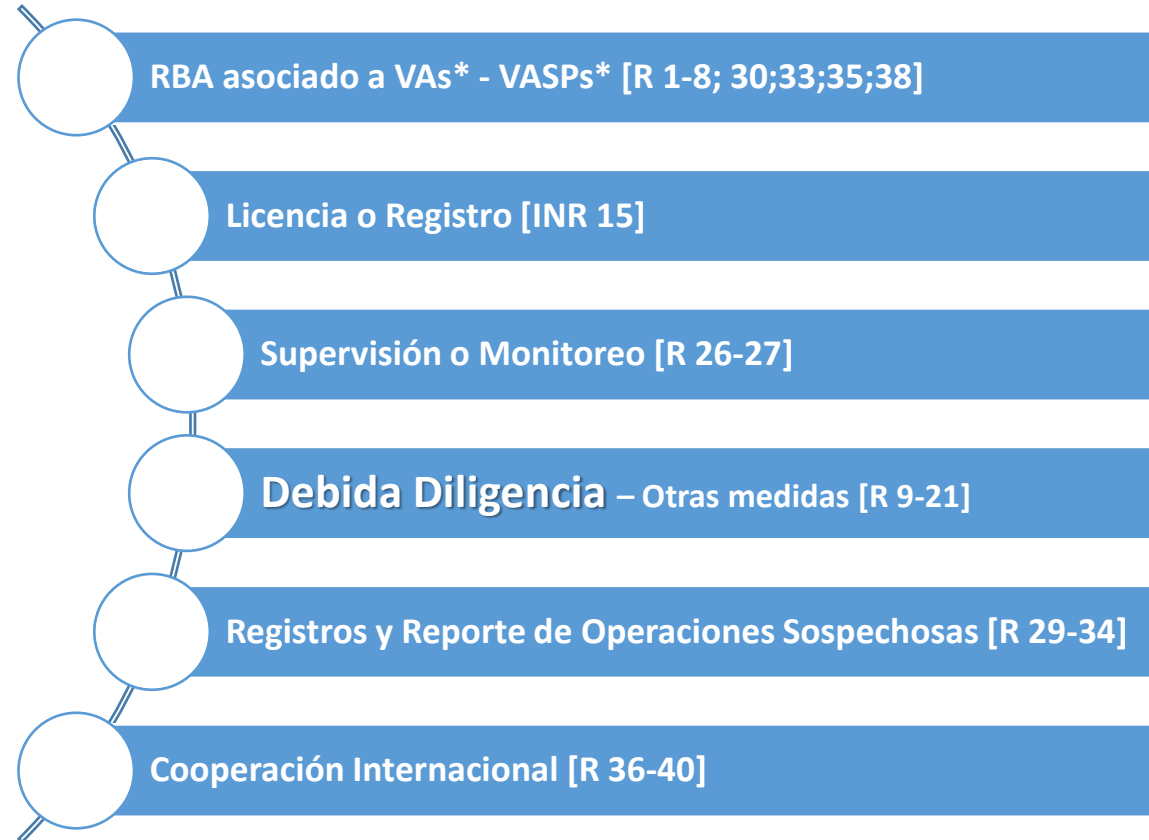 RBA asociado a VAs* - VASPs* [R 1-8; 30;33;35;38]
Licencia o Registro [INR 15]
Supervisión o Monitoreo [R 26-27]
Debida Diligencia – Otras medidas [R 9-21]
Registros y Reporte de Operaciones Sospechosas [R 29-34]
Cooperación Internacional [R 36-40]